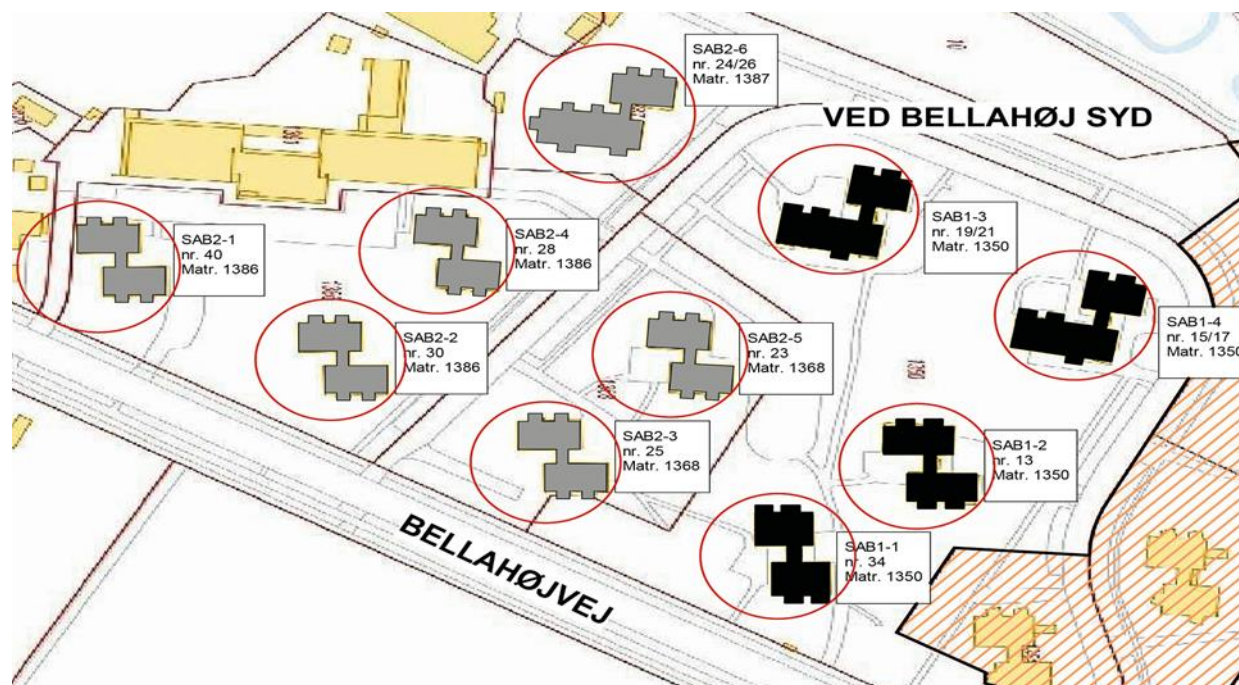 SAB2-6
nr. 24/26
Matr. 1387
VED BELLAHØJ SYD
SAB1-3
nr. 19/21
Matr. 1350
SAB2-1
nr. 40
Matr. 1386
SAB2-4
nr. 28
Matr. 1386
SAB1-4
nr. 15/17
Matr. 1350
SAB2-2
nr. 30
Matr. 1386
SAB2-5
nr. 23
Matr. 1368
1350
SAB2-3
nr. 25
Matr. 1368
SAB1-2
nr. 13
Matr. 1350
SAB1-1
nr. 34
Matr. 1350
BELLAHØJVEJ